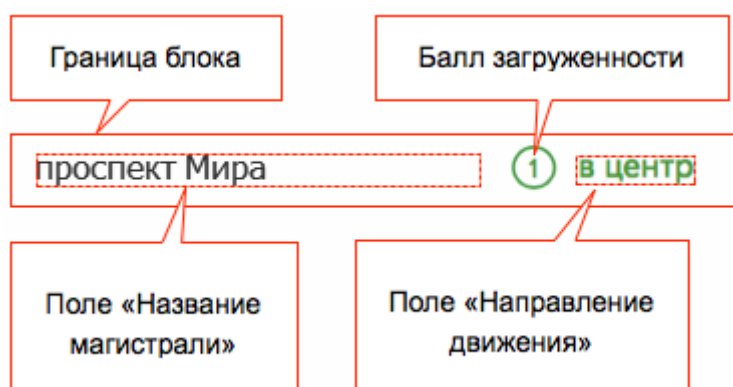 Граница блока
Балл загруженности
проспект Мира
1
в центр
Поле «Название
магистрали»
Поле «Направление
движения»